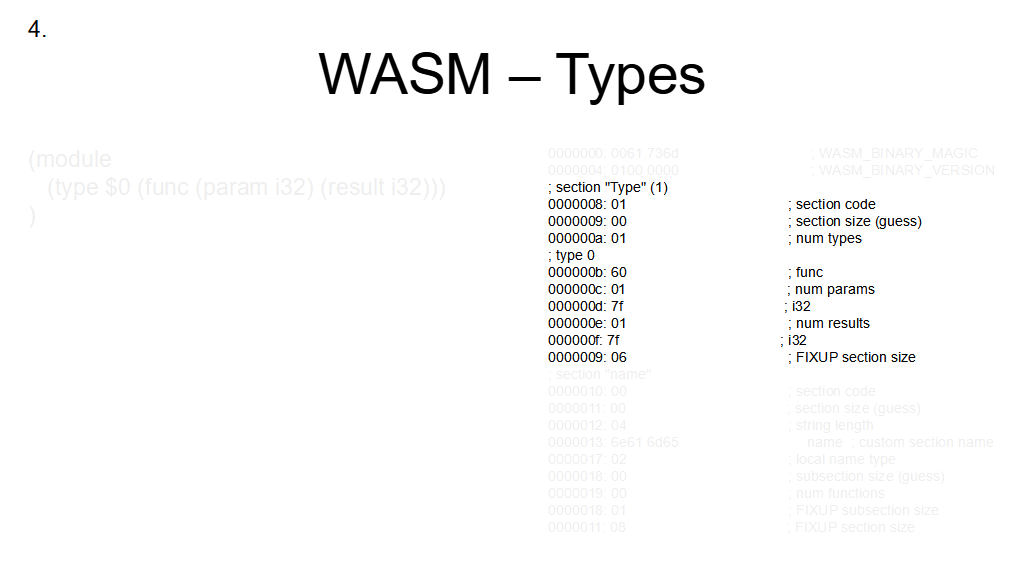 4.
WASM – Types
(module
(type $0 (func (param i32) (result i32)))
)
0000000: 0061 736d ; WASM_BINARY_MAGIC
0000004: 0100 0000 ; WASM_BINARY_VERSION
; section "Type" (1)
0000008: 01 ; section code
0000009: 00 ; section size (guess)
000000a: 01 ; num types
; type 0
000000b: 60 ; func
000000c: 01 ; num params
000000d: 7f ; i32
000000e: 01 ; num results
000000f: 7f ; i32
0000009: 06 ; FIXUP section size
; section "name"
0000010: 00 ; section code
0000011: 00 ; section size (guess)
0000012: 04 ; string length
0000013: 6e61 6d65 name ; custom section name
0000017: 02 ; local name type
0000018: 00 ; subsection size (guess)
0000019: 00 ; num functions
0000018: 01 ; FIXUP subsection size
0000011: 08 ; FIXUP section size